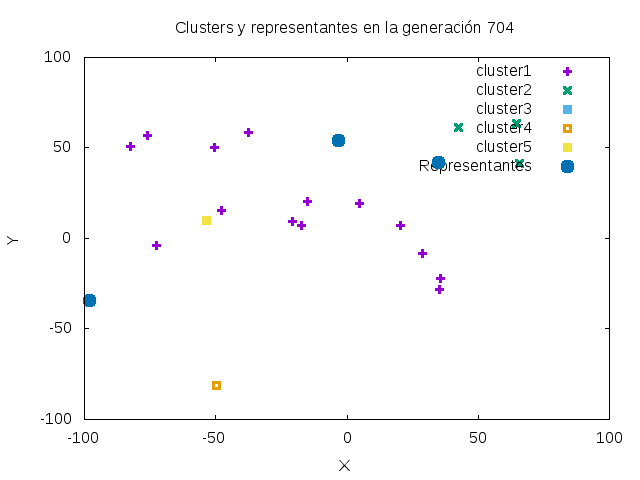 Clusters y representantes en la generación 704
100
50
0
-50
-100
-100
-50
0
50
100
Y
X
cluster1
cluster2
cluster3
cluster4
cluster5
Representantes